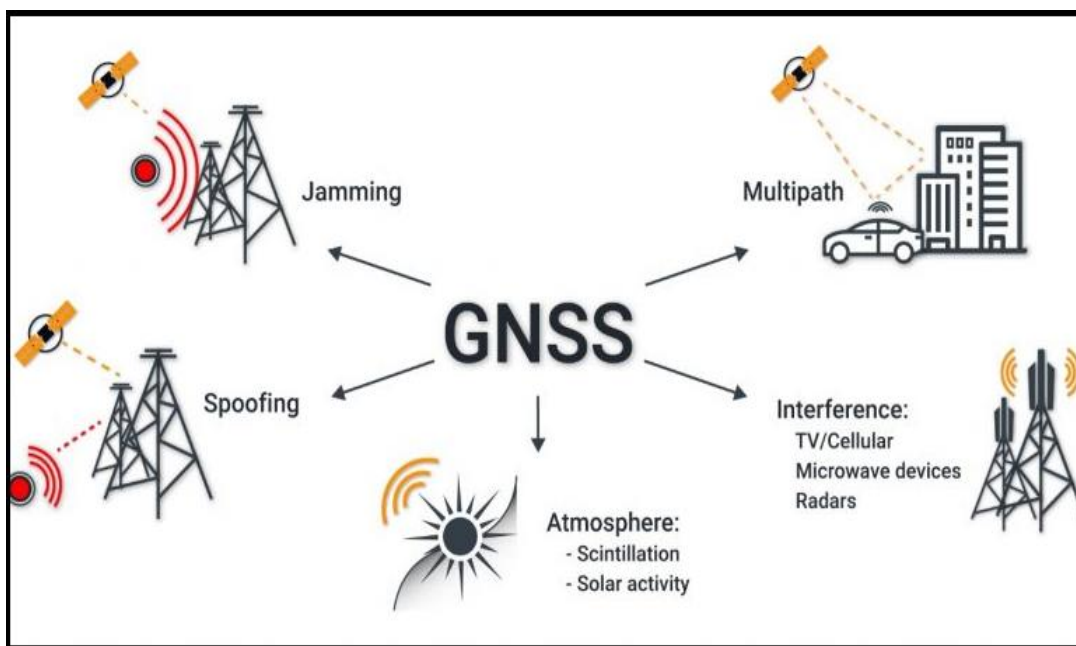 Jamming
Multipath
GNSS
Spoofing
Interference:
TV/Cellular
Microwave devices
Radars
Atmosphere:
- Scintillation
- Solar activity